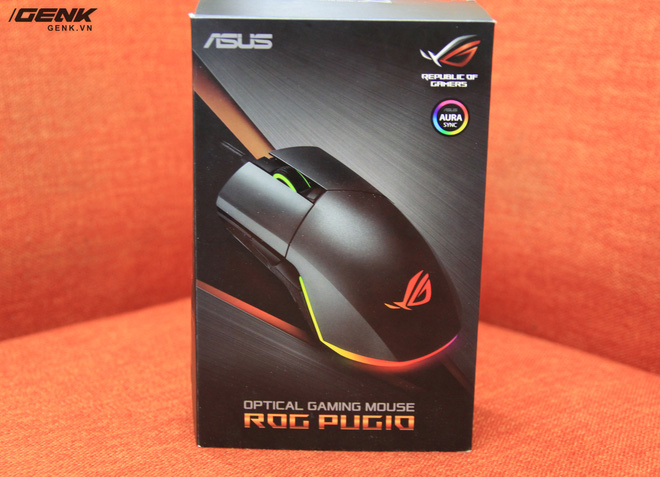 GENK
GENK.VN
ASUS
REPUBLIC OF
GAMERS
ASUS
AURA
SYNC
OPTICAL GAMING MOUSE
ROG PUGIO